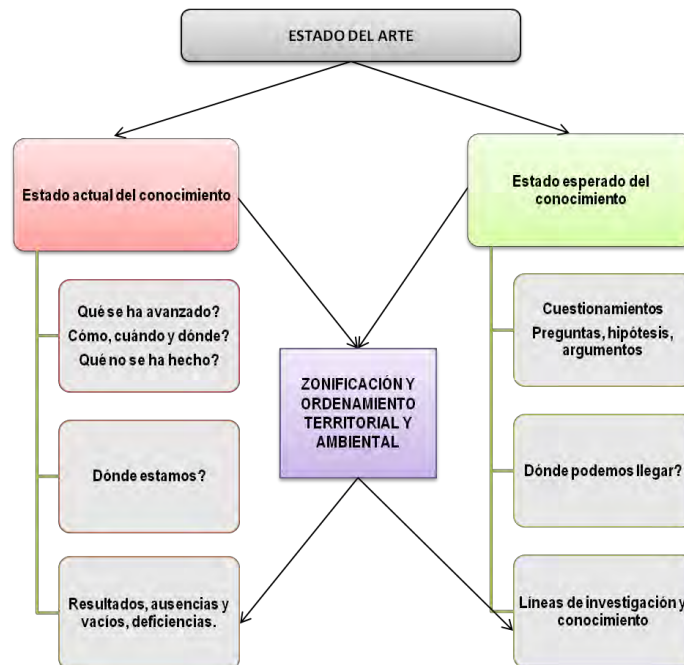 ESTADO DEL ARTE
Estado actual del conocimiento
Estado esperado del
conocimiento
Qué se ha avanzado?
Cómo, cuándo y dónde?
Qué no se ha hecho?
Cuestionamientos
Preguntas, hipótesis,
argumentos
ZONIFICACIÓN Y
ORDENAMIENTO
TERRITORIAL Y
AMBIENTAL
Dónde estamos?
Dónde podemos llegar?
Resultados, ausencias y
vacíos, deficiencias.
Líneas de investigación y
conocimiento